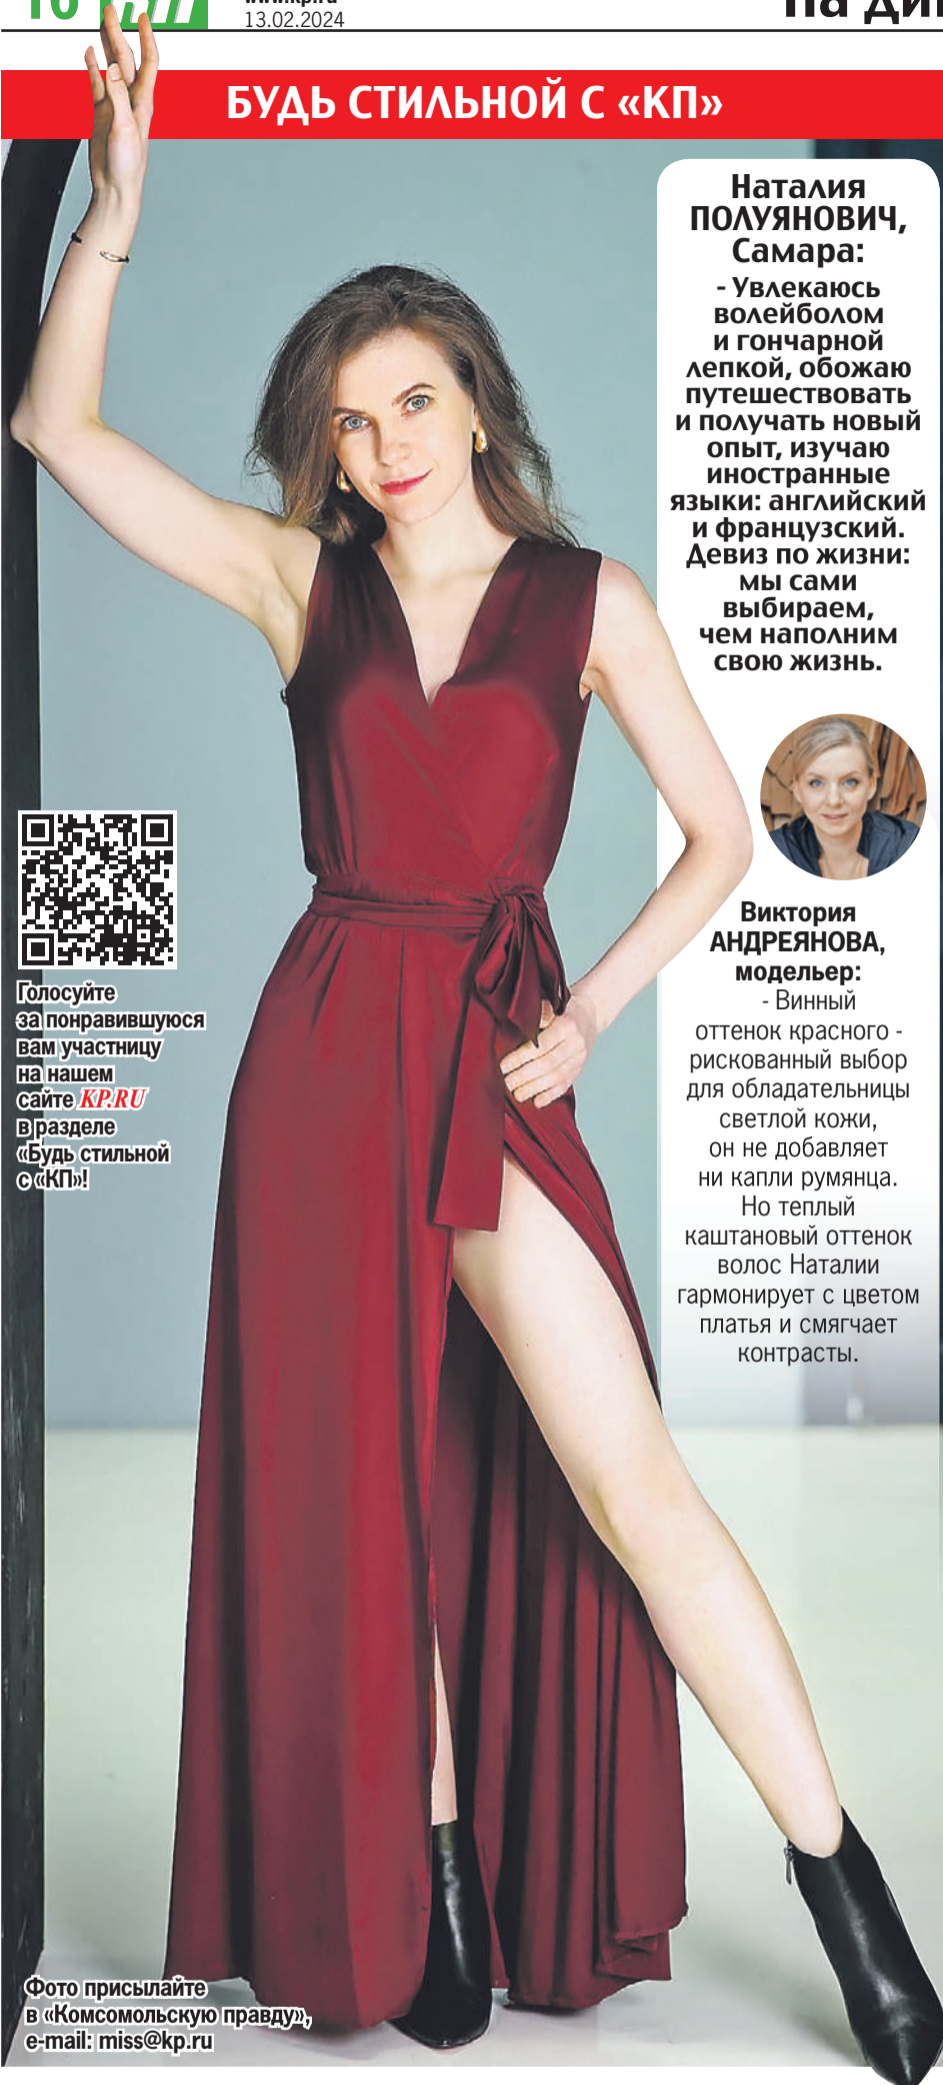 www.kp.ru
13.02.2024
БУДЬ СТИЛЬНОЙ С «КП»
Наталия
ПОЛУЯНОВИЧ,
Самара:
- Увлекаюсь
волейболом
и гончарной
лепкой, обожаю
путешествовать
и получать новый
опыт, изучаю
иностранные
языки: английский
и французский.
Девиз по жизни:
мы сами
выбираем,
чем наполним
свою жизнь.
Виктория
АНДРЕЯНОВА,
модельер:
- Винный
оттенок красного -
рискованный выбор
для обладательницы
светлой кожи,
он не добавляет
ни капли румянца.
Но теплый
каштановый оттенок
волос Наталии
гармонирует с цветом
платья и смягчает
контрасты.
Голосуйте
за понравившуюся
вам участницу
на нашем
сайте KP.RU
в разделе
«Будь стильной
с «КП»!
Фото присылайте
в «Комсомольскую правду»,
e-mail: miss@kp.ru